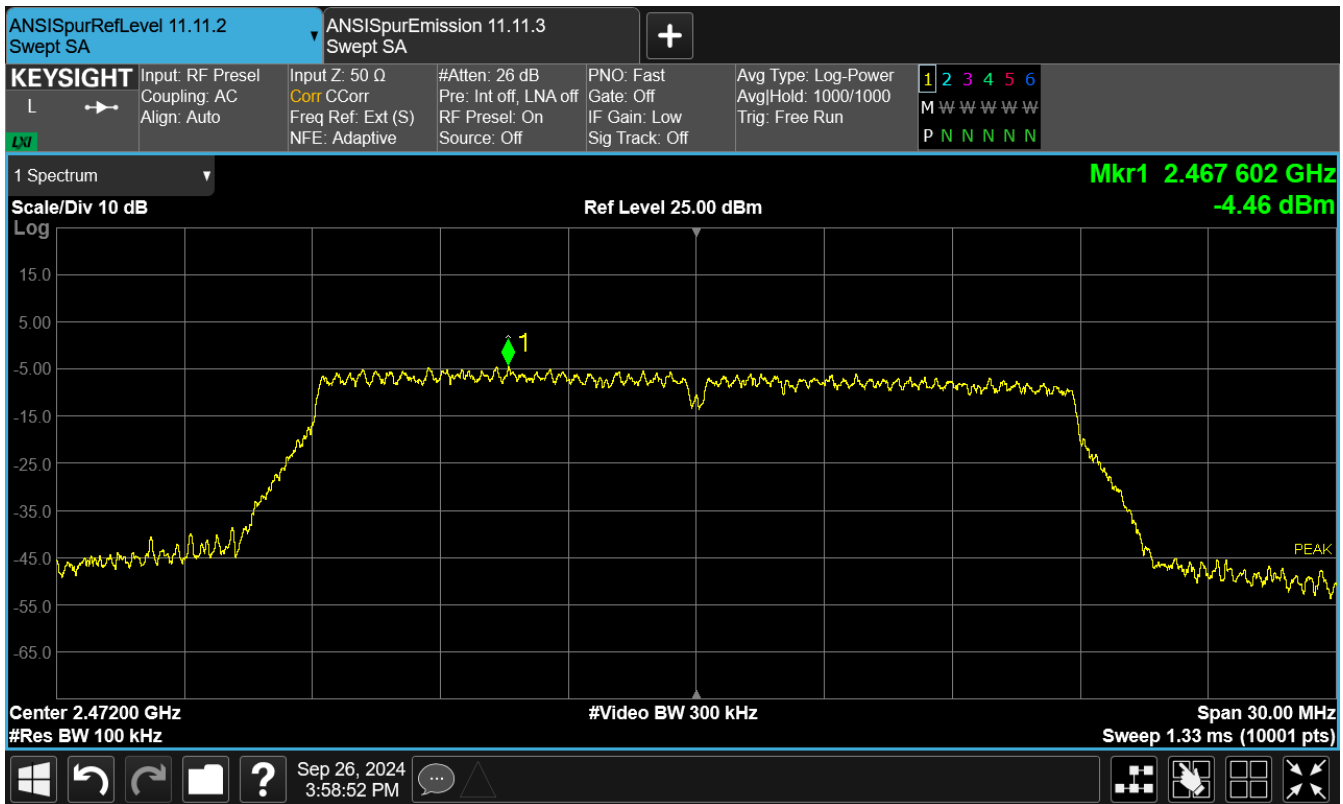 ANSISpurRefLevel 11.11.2
Swept SA
ANSISpurEmission 11.11.3
Swept SA
+
KEYSIGHT
L
LXI
Input: RF Presel
Coupling: AC
Align: Auto
Input Z: 50 Ω
Corr CCorr
Freq Ref: Ext (S)
NFE: Adaptive
#Atten: 26 dB
Pre: Int off, LNA off
RF Presel: On
Source: Off
PNO: Fast
Gate: Off
IF Gain: Low
Sig Track: Off
Avg Type: Log-Power
Avg|Hold: 1000/1000
Trig: Free Run
1 2 3 4 5 6
M W W W W W
P N N N N N
1 Spectrum
Mkr1 2.467 602 GHz
-4.46 dBm
Scale/Div 10 dB
Ref Level 25.00 dBm
Log
15.0
5.00
-5.00
-15.0
-25.0
-35.0
-45.0
-55.0
-65.0
1
PEAK
Center 2.47200 GHz
#Video BW 300 kHz
Span 30.00 MHz
#Res BW 100 kHz
Sweep 1.33 ms (10001 pts)
?
Sep 26, 2024
3:58:52 PM